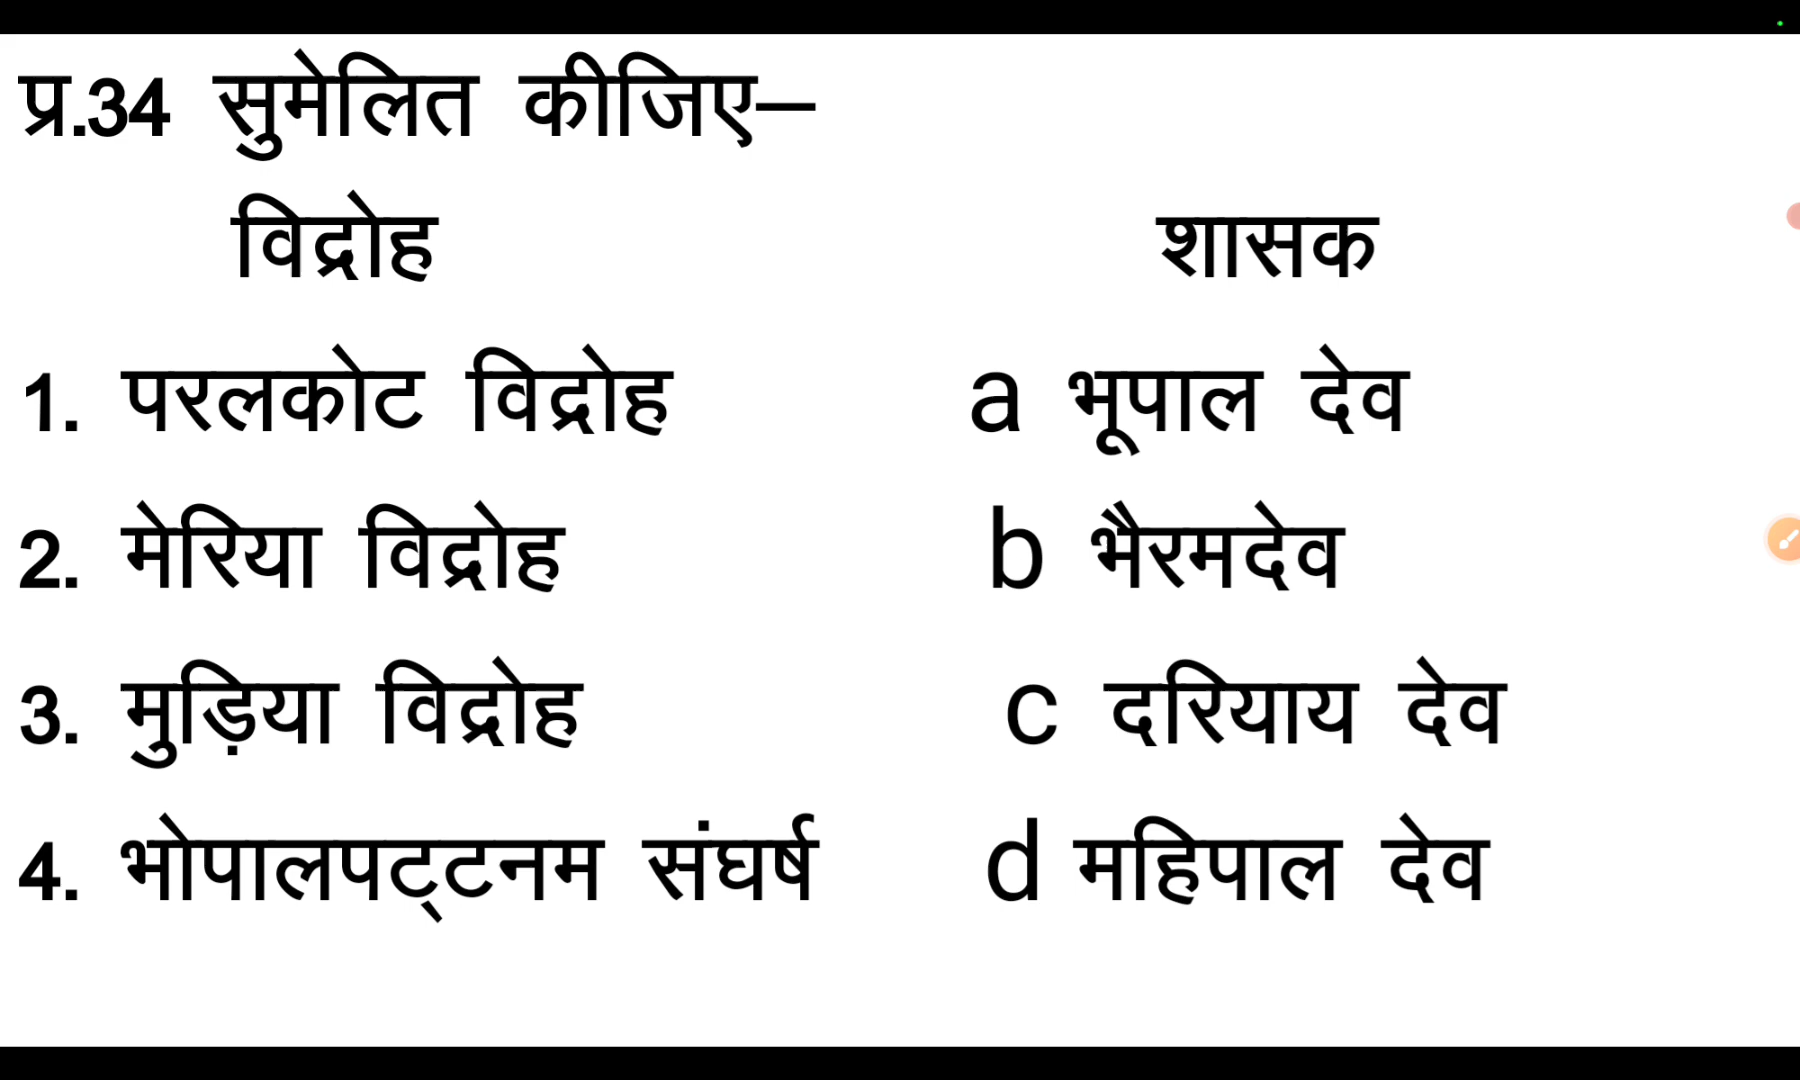 प्र.34 सुमेलित कीजिए–
विद्रोह शासक
1. परलकोट विद्रोह a भूपाल देव
2. मेरिया विद्रोह b भैरमदेव
3. मुड़िया विद्रोह c दरियाय देव
4. भोपालपट्‌टनम संघर्ष d महिपाल देव